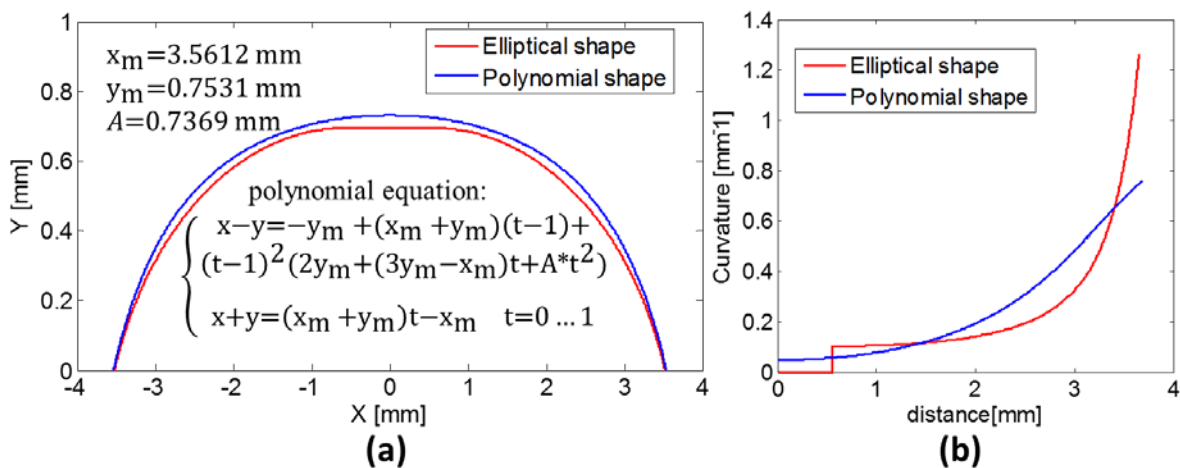 1
0.8
0.6
0.4
0.2
0
Y [mm]
-4 -3 -2 -1 0 1 2 3 4
X [mm]
xm=3.5612 mm
ym=0.7531 mm
A=0.7369 mm
Elliptical shape
Polynomial shape
polynomial equation:
x−y=−ym +(xm +ym)(t−1)+
(t−1)^2(2ym+(3ym−xm)t+A*t^2)
x+y=(xm +ym)t−xm t=0 … 1
(a)
1.4
1.2
1
0.8
0.6
0.4
0.2
0
Curvature [mm-1]
0 1 2 3 4
distance[mm]
Elliptical shape
Polynomial shape
(b)